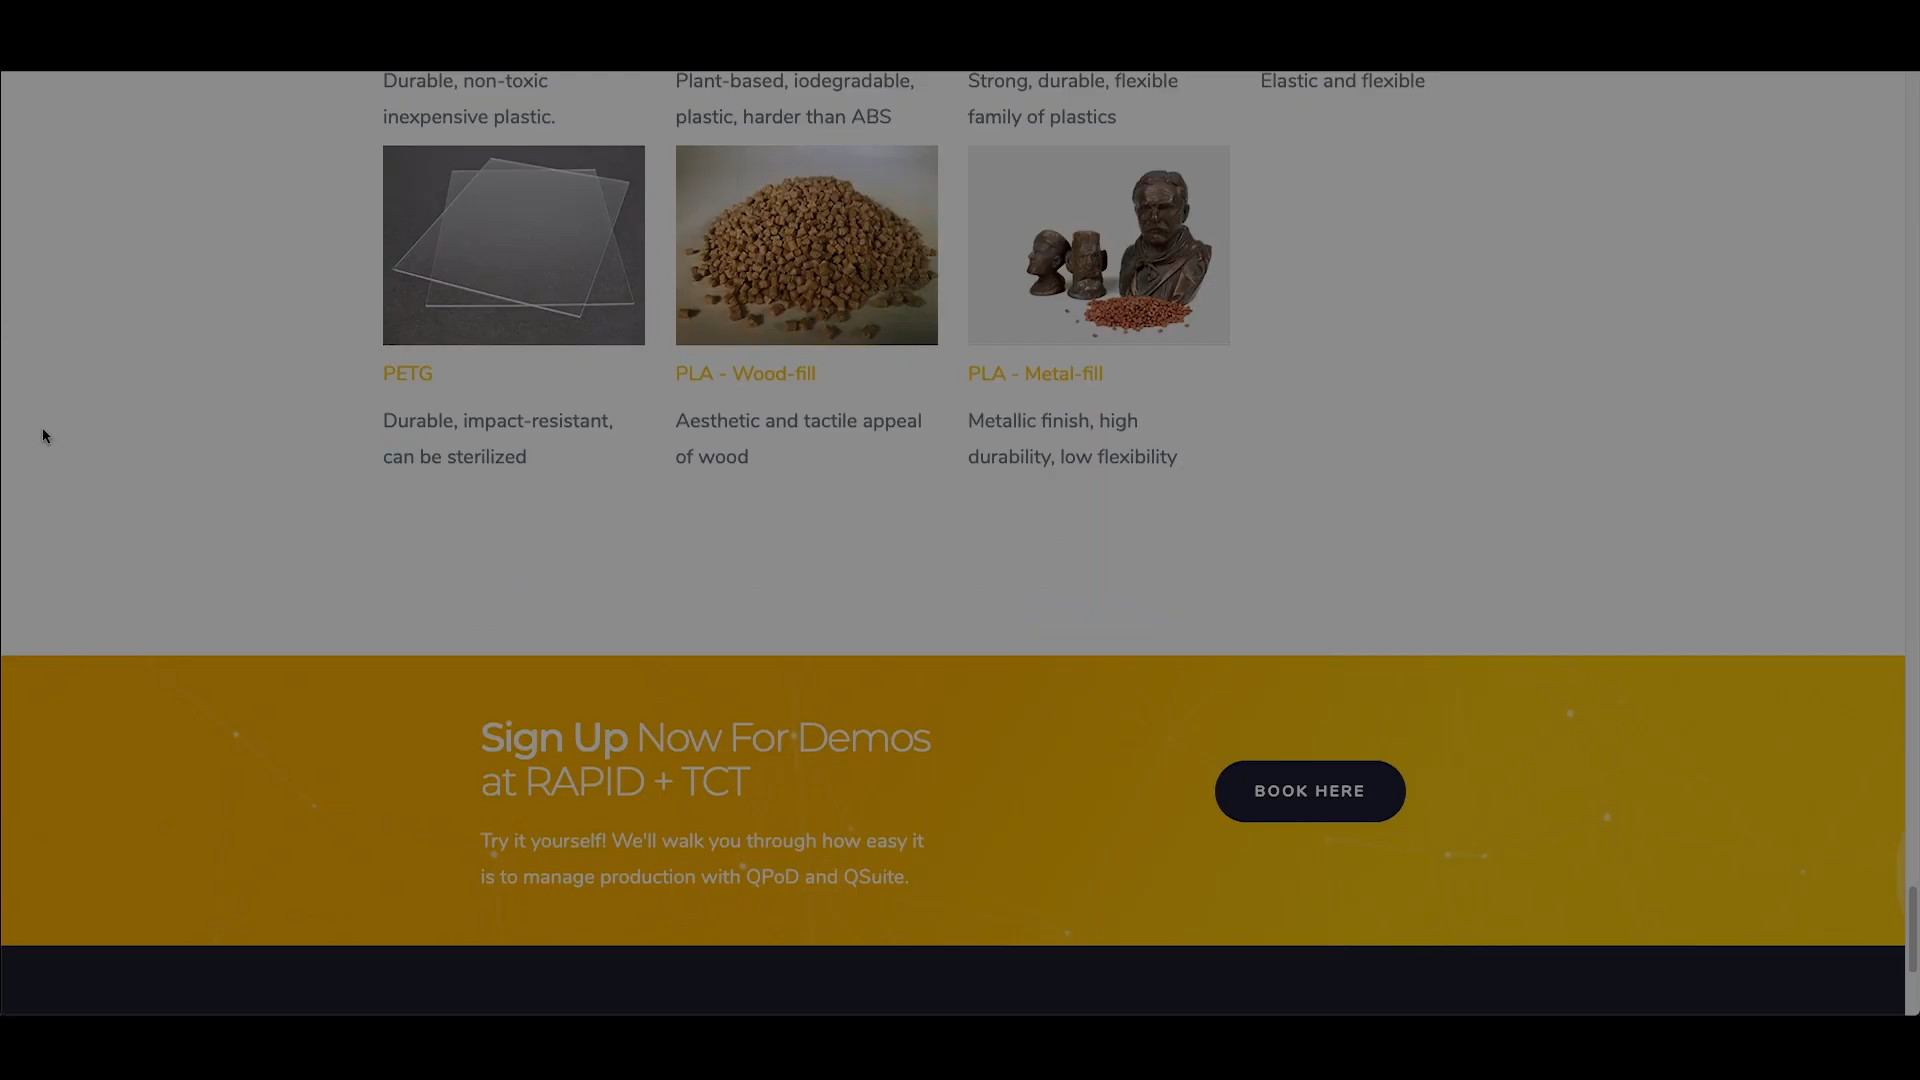 Durable, non-toxic
inexpensive plastic.
Plant-based, iodegradable,
plastic, harder than ABS
Strong, durable, flexible
family of plastics
Elastic and flexible
PETG
Durable, impact-resistant,
can be sterilized
PLA - Wood-fill
Aesthetic and tactile appeal
of wood
PLA - Metal-fill
Metallic finish, high
durability, low flexibility
Sign Up Now For Demos
at RAPID + TCT
Try it yourself! We'll walk you through how easy it
is to manage production with QPoD and QSuite.
BOOK HERE